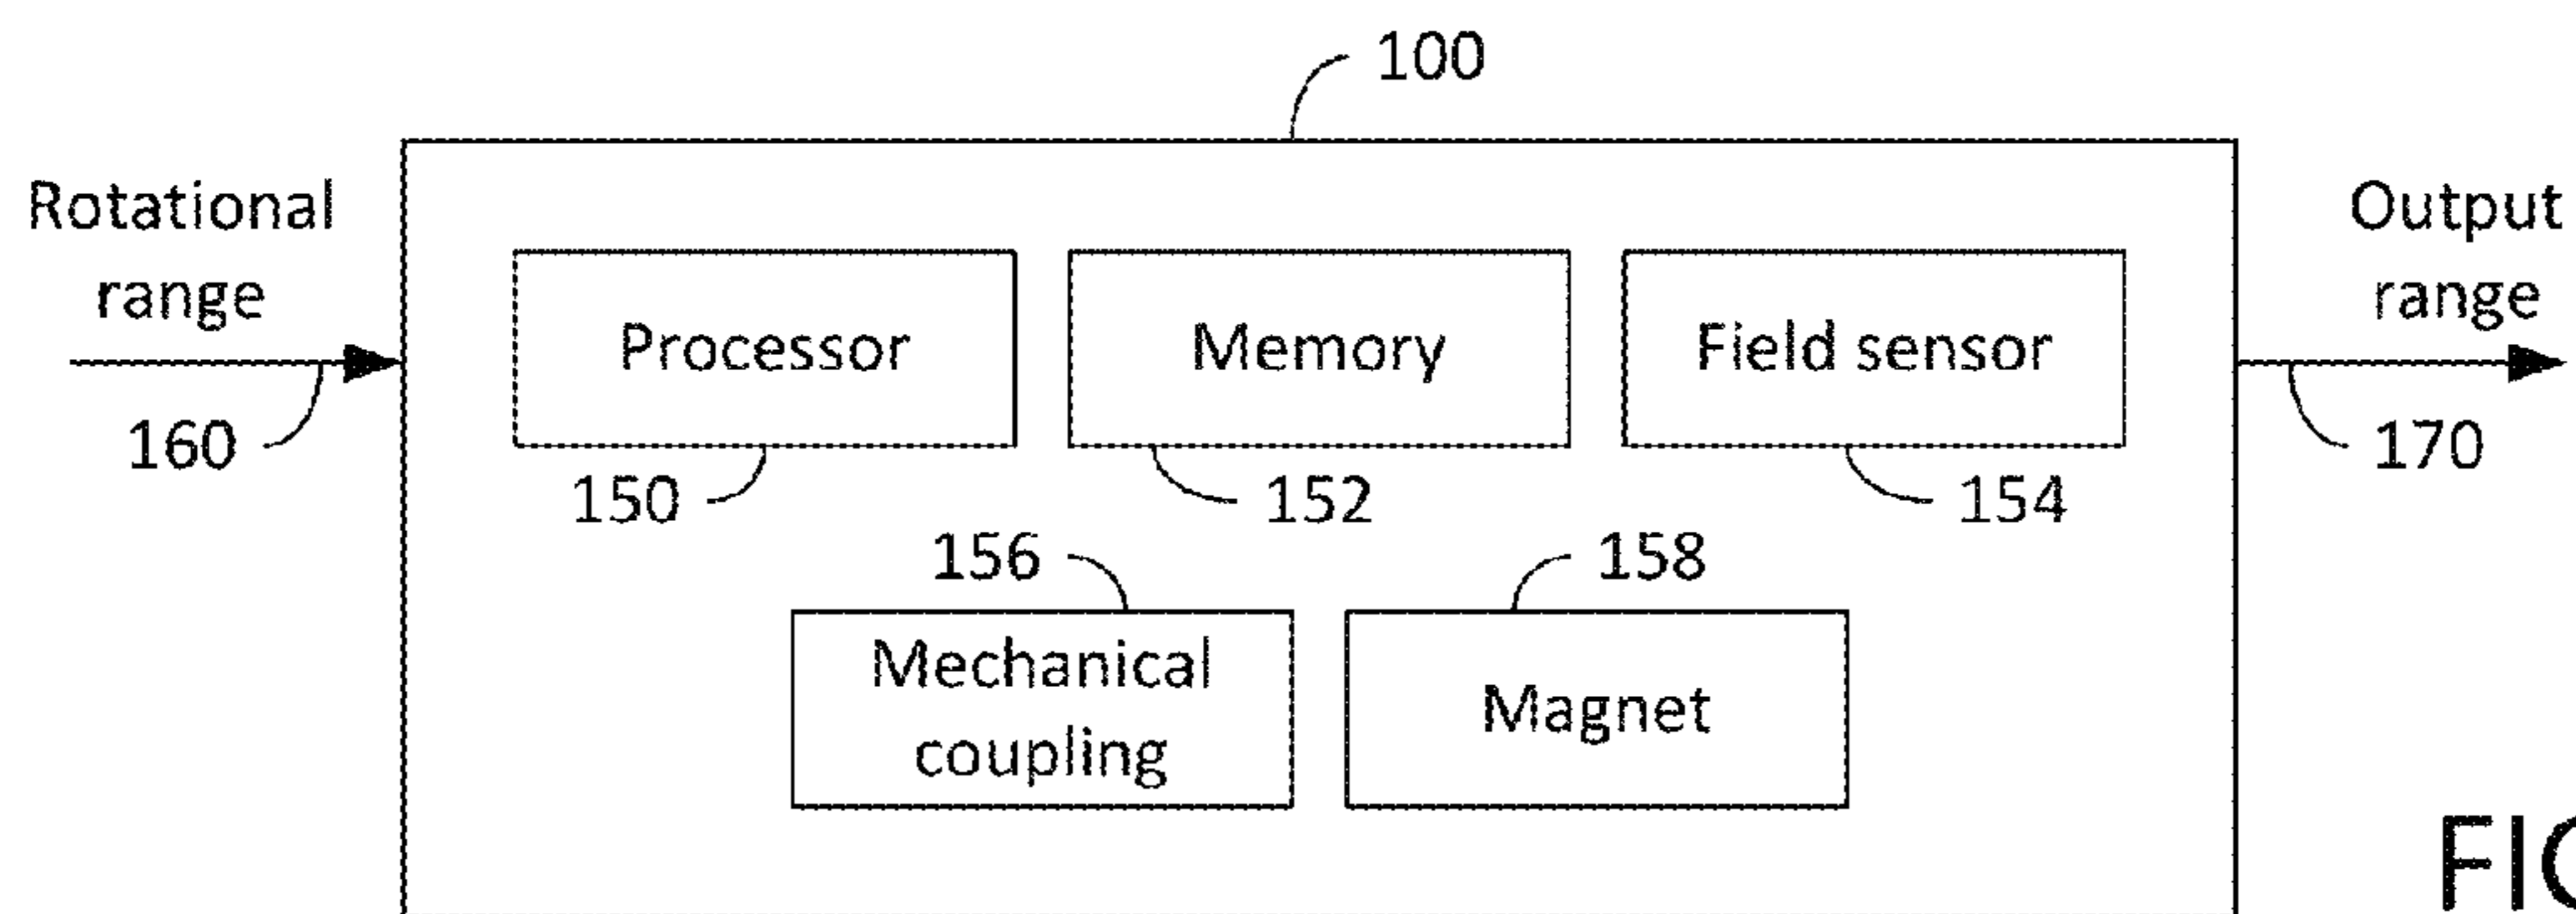 100
Rotational
range
160
Output
range
170
Processor
150
Memory
152
Field sensor
154
156
Mechanical
coupling
158
Magnet